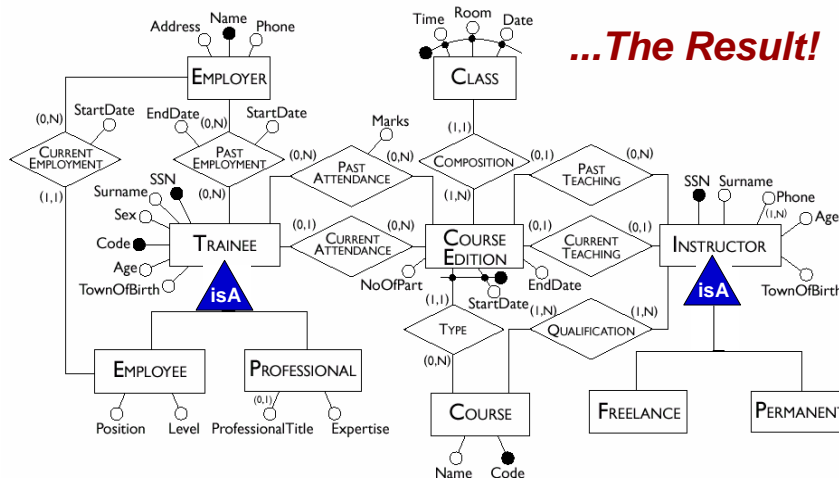 ...The Result!
Time
Room
Date
Address
Name
Phone
EMPLOYER
CLASS
(0,N)
StartDate
EndDate
(0,N)
StartDate
Marks
(1,1)
CURRENT
EMPLOYMENT
PAST
EMPLOYMENT
(0,N)
PAST
ATTENDANCE
(0,N)
COMPOSITION
(0,1)
PAST
TEACHING
(0,N)
(1,1)
(0,N)
(1,N)
SSN
Surname
Sex
Code
Age
TownOfBirth
TRAINEE
(0,1)
CURRENT
ATTENDANCE
(0,N)
COURSE
EDITION
(0,1)
CURRENT
TEACHING
(0,1)
INSTRUCTOR
SSN
Surname
Phone
(1,N)
Age
TownOfBirth
NoOfPart
StartDate
EndDate
isA
isA
(1,1)
TYPE
(0,N)
(1,N)
QUALIFICATION
(1,N)
EMPLOYEE
PROFESSIONAL
COURSE
FREELANCE
PERMANENT
Position
Level
(0,1)
ProfessionalTitle
Expertise
Name
Code